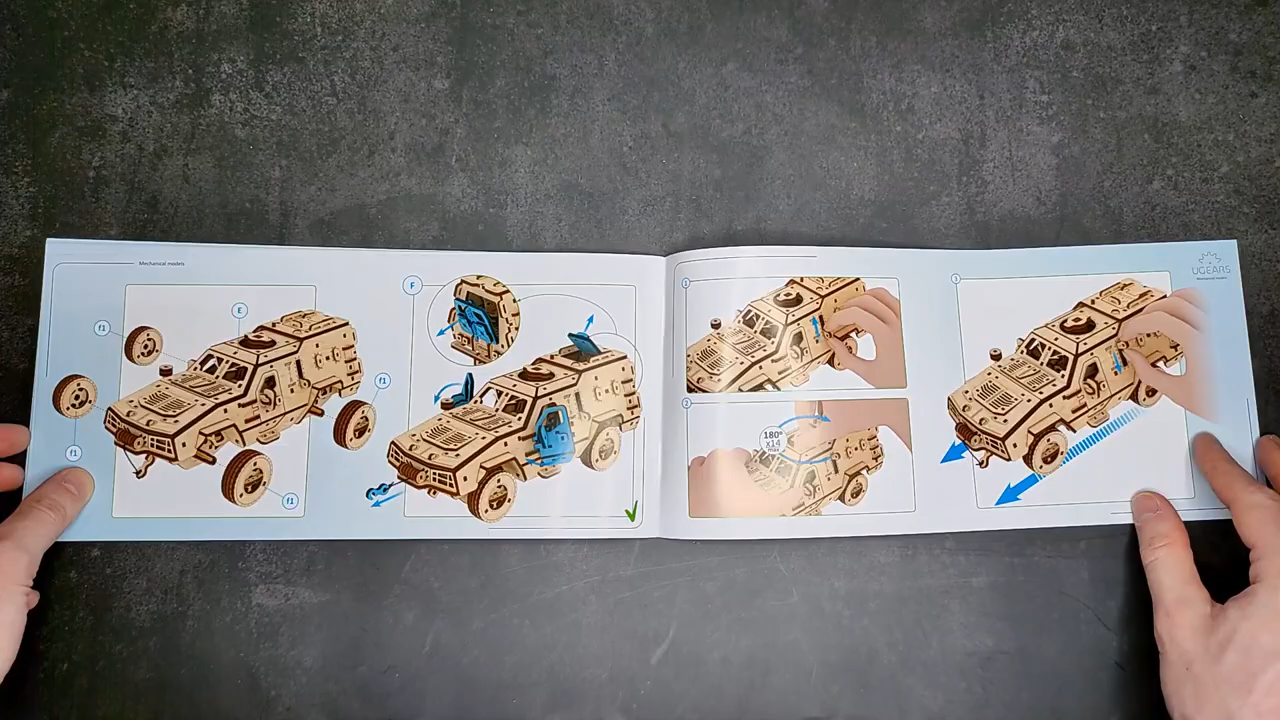 Mechanical models
f1
E
f1
f1
f1
F
1
2
180°
x14
max
3
UGEARS
Mechanical models